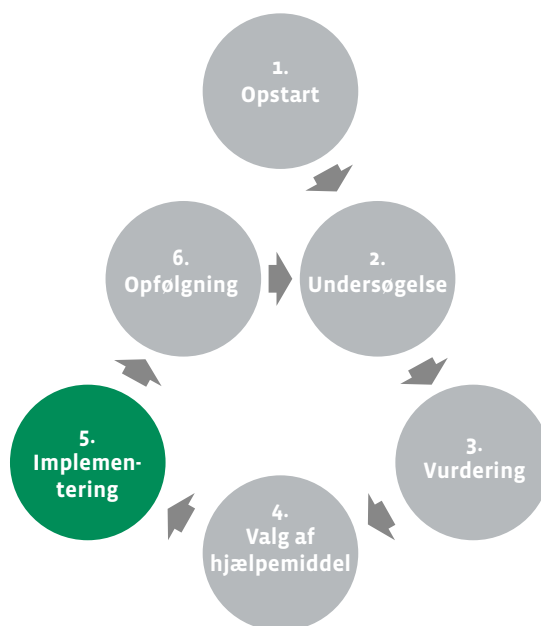 1.
Opstart
6.
Opfølgning
2.
Undersøgelse
5.
Implemen-
tering
3.
Vurdering
4.
Valg af
hjælpemiddel